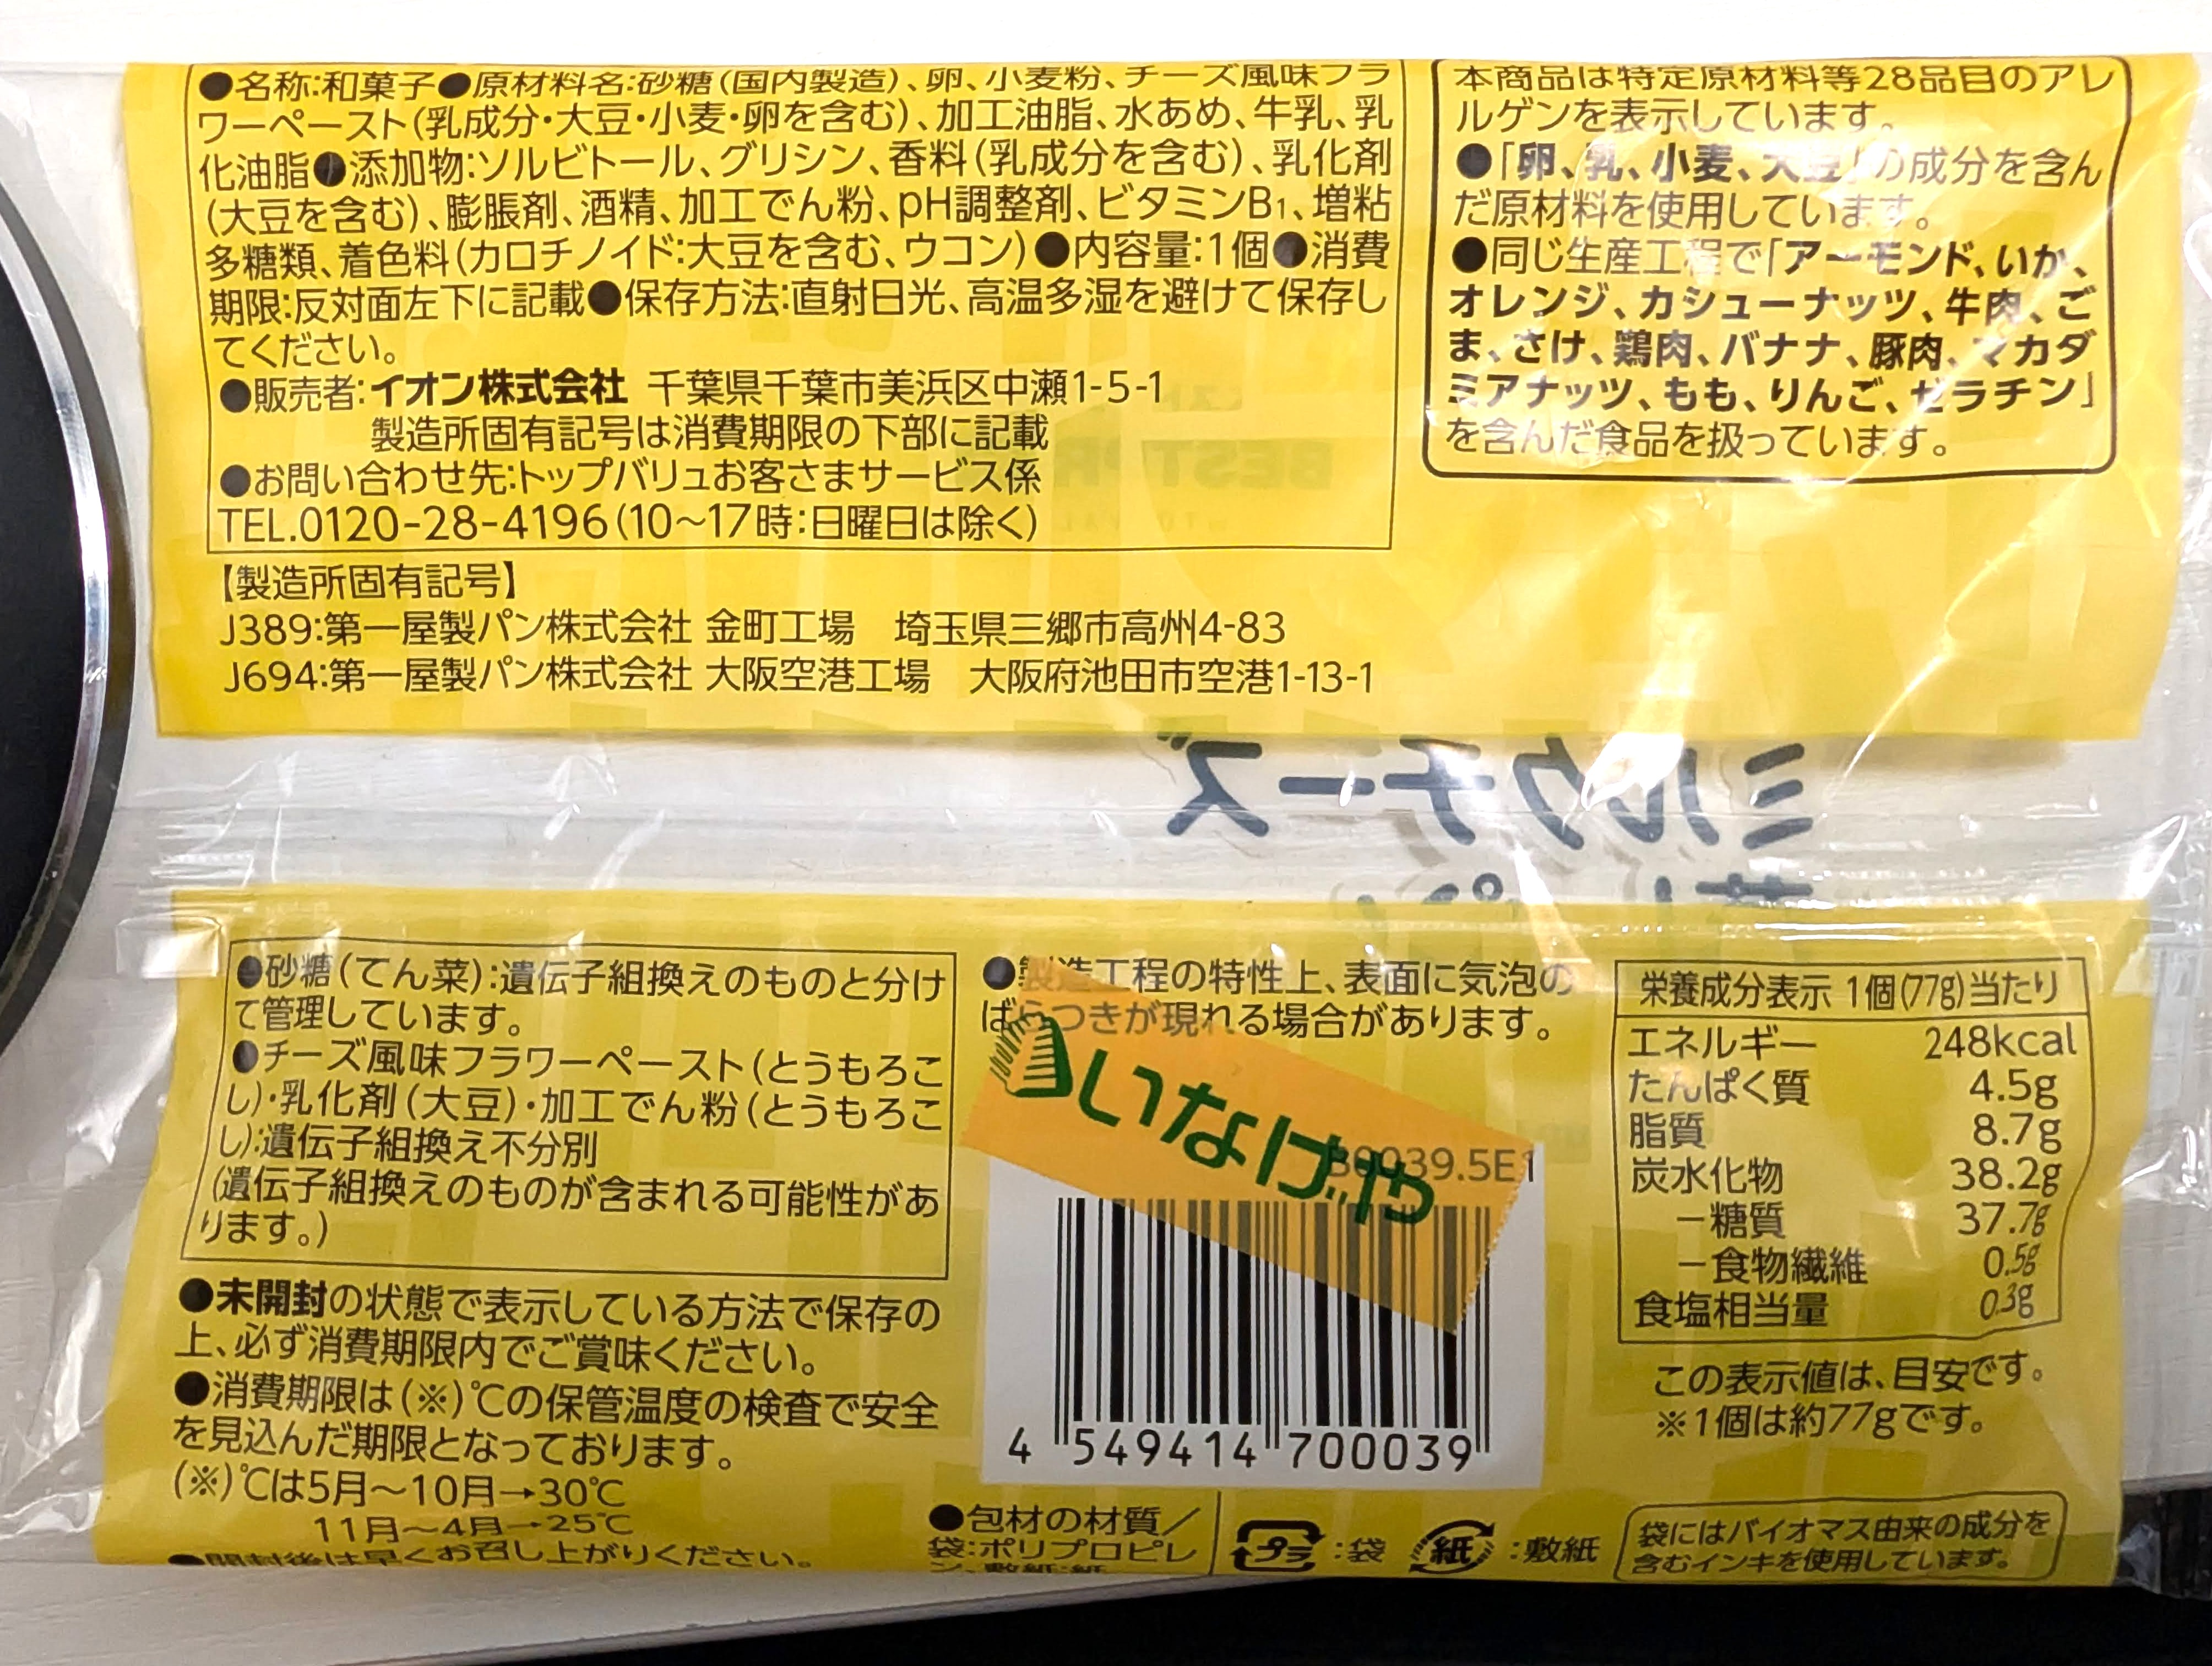 ●名称:和菓子●原材料名:砂糖(国内製造)、卵、小麦粉、チーズ風味フラ
ワーペースト(乳成分・大豆・小麦・卵を含む)、加工油脂、水あめ、牛乳、乳
化油脂●添加物:ソルビトール、グリシン、香料(乳成分を含む)、乳化剤
(大豆を含む)、膨脹剤、酒精、加工でん粉、pH調整剤、ビタミンB₁、増粘
多糖類、着色料(カロチノイド:大豆を含む、ウコン)●内容量:1個●消費
期限:反対面左下に記載●保存方法:直射日光、高温多湿を避けて保存し
てください。
●販売者:イオン株式会社 千葉県千葉市美浜区中瀬1-5-1
製造所固有記号は消費期限の下部に記載
●お問い合わせ先:トップバリュお客さまサービス係
TEL.0120-28-4196(10〜17時:日曜日は除く)
【製造所固有記号】
J389:第一屋製パン株式会社 金町工場 埼玉県三郷市高州4-83
J694:第一屋製パン株式会社 大阪空港工場 大阪府池田市空港1-13-1
本商品は特定原材料等28品目のアレ
ルゲンを表示しています。
●「卵、乳、小麦、大豆」の成分を含ん
だ原材料を使用しています。
●同じ生産工程で「アーモンド、いか、
オレンジ、カシューナッツ、牛肉、ご
ま、さけ、鶏肉、バナナ、豚肉、マカダ
ミアナッツ、もも、りんご、ゼラチン」
を含んだ食品を扱っています。
ミルクチーズ
●砂糖(てん菜):遺伝子組換えのものと分け
て管理しています。
●チーズ風味フラワーペースト(とうもろこ
し)・乳化剤(大豆)・加工でん粉(とうもろこ
し):遺伝子組換え不分別
(遺伝子組換えのものが含まれる可能性があ
ります。)
●未開封の状態で表示している方法で保存の
上、必ず消費期限内でご賞味ください。
●消費期限は(※)℃の保管温度の検査で安全
を見込んだ期限となっております。
(※)℃は5月〜10月→30℃
11月〜4月→25℃
●開封後は早くお召し上がりください。
●製造工程の特性上、表面に気泡の
ばらつきが現れる場合があります。
いなげや
0039.5E1
4 549414 700039
●包材の材質/
袋:ポリプロピレ
ン、敷紙:紙
プラ:袋 紙:敷紙
栄養成分表示 1個(77g)当たり
エネルギー 248kcal
たんぱく質 4.5g
脂質 8.7g
炭水化物 38.2g
－糖質 37.7g
－食物繊維 0.5g
食塩相当量 0.3g
この表示値は、目安です。
※1個は約77gです。
袋にはバイオマス由来の成分を
含むインキを使用しています。